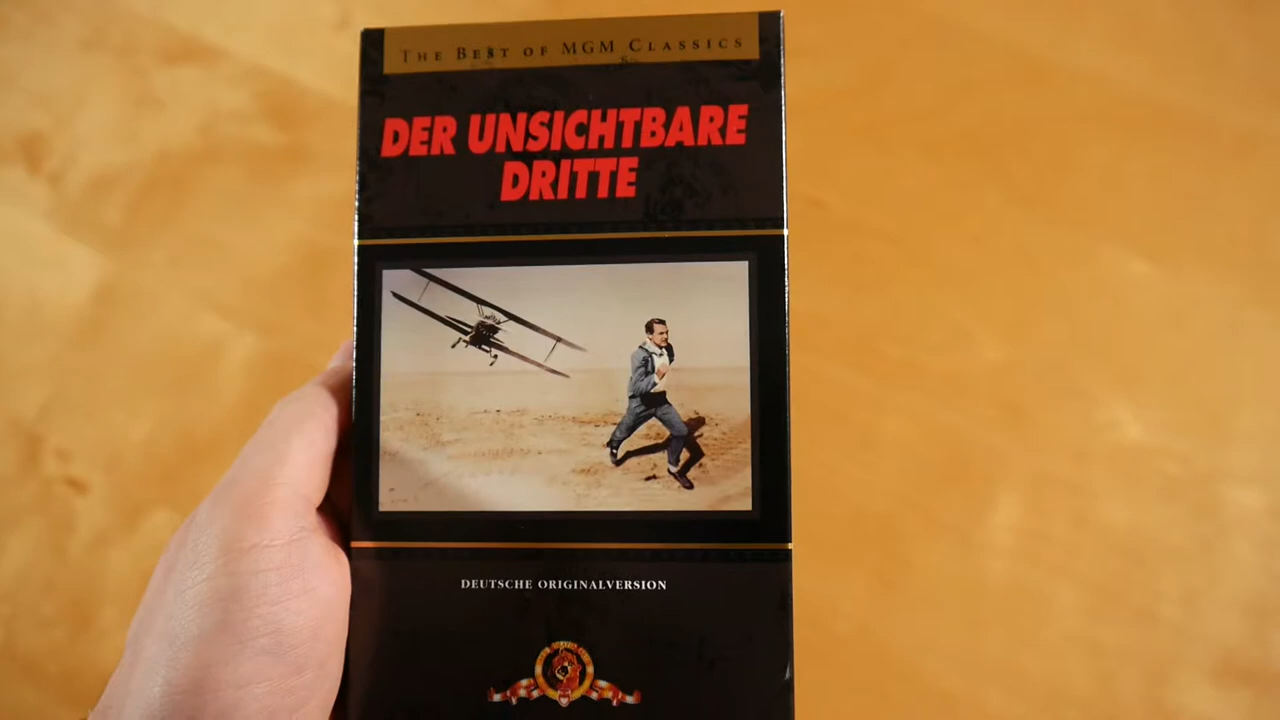 The Best of MGM Classics
DER UNSICHTBARE
DRITTE
DEUTSCHE ORIGINALVERSION